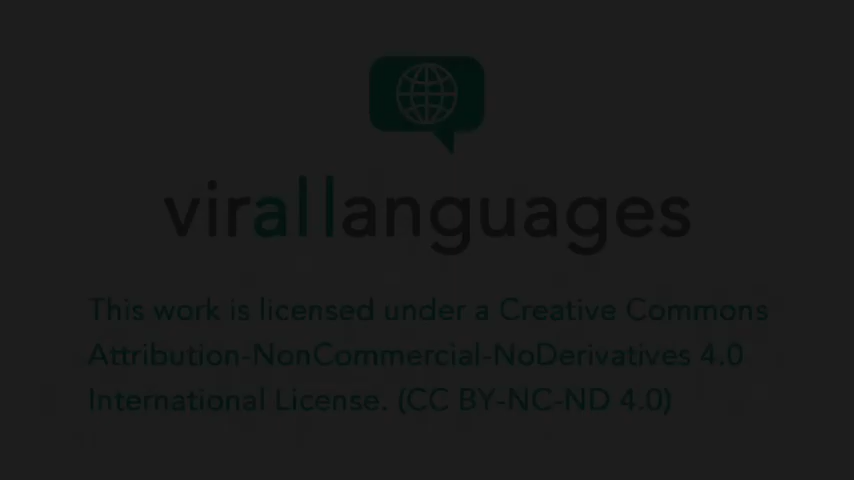 virallanguages
This work is licensed under a Creative Commons
Attribution-NonCommercial-NoDerivatives 4.0
International License. (CC BY-NC-ND 4.0)